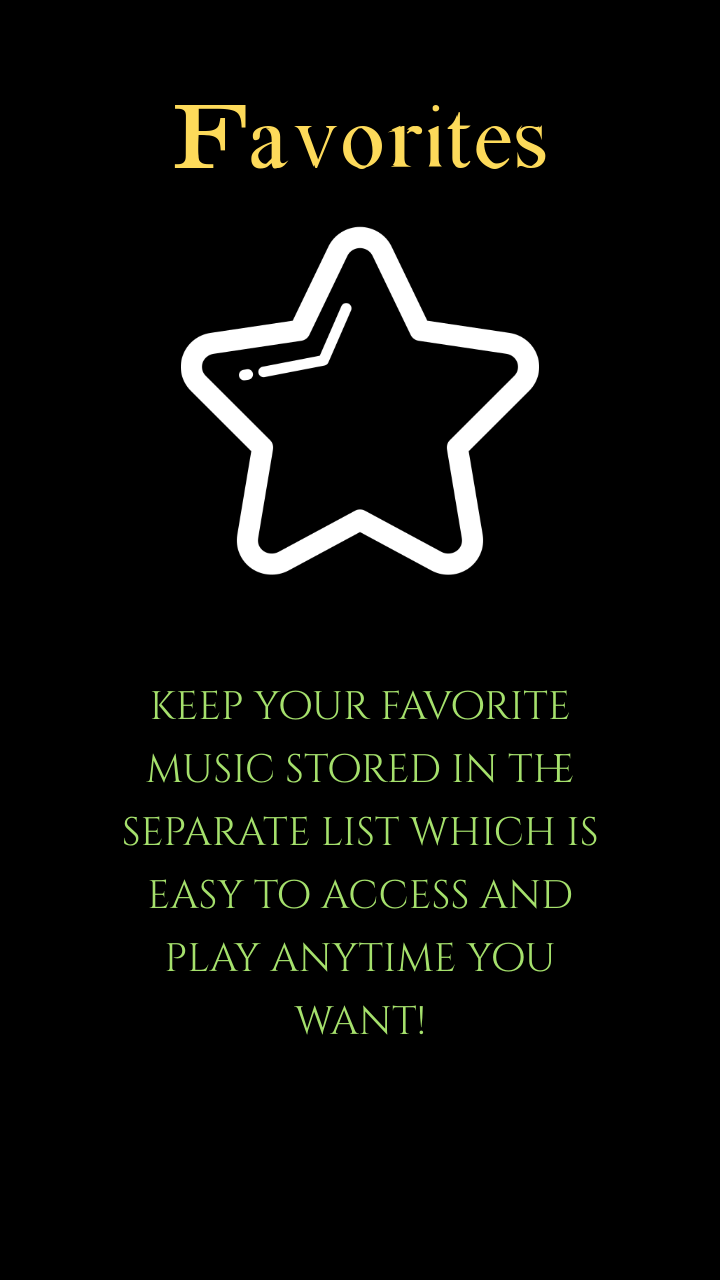 Favorites
KEEP YOUR FAVORITE
MUSIC STORED IN THE
SEPARATE LIST WHICH IS
EASY TO ACCESS AND
PLAY ANYTIME YOU
WANT!